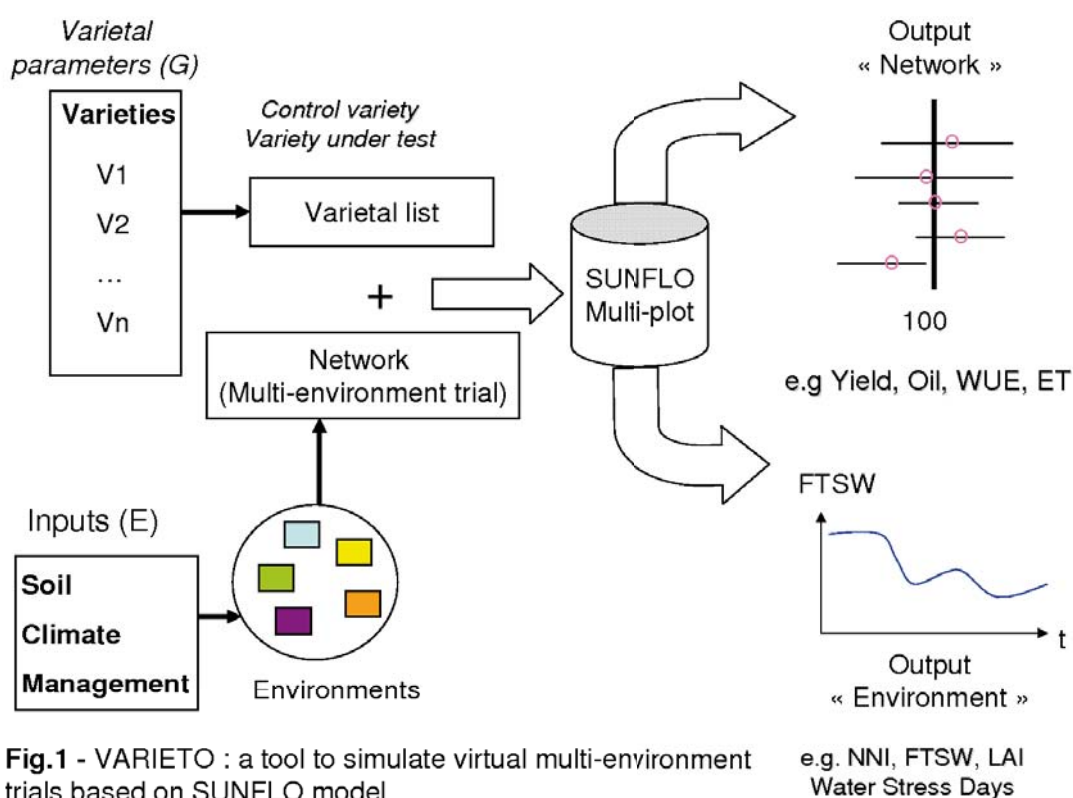 Varietal
parameters (G)
Varieties
V1
V2
...
Vn
Control variety
Variety under test
Varietal list
+
Network
(Multi-environment trial)
Inputs (E)
Soil
Climate
Management
Environments
SUNFLO
Multi-plot
Output
« Network »
100
e.g Yield, Oil, WUE, ET
FTSW
t
Output
« Environment »
e.g. NNI, FTSW, LAI
Water Stress Days
Fig.1 - VARIETO : a tool to simulate virtual multi-environment
trials based on SUNFLO model